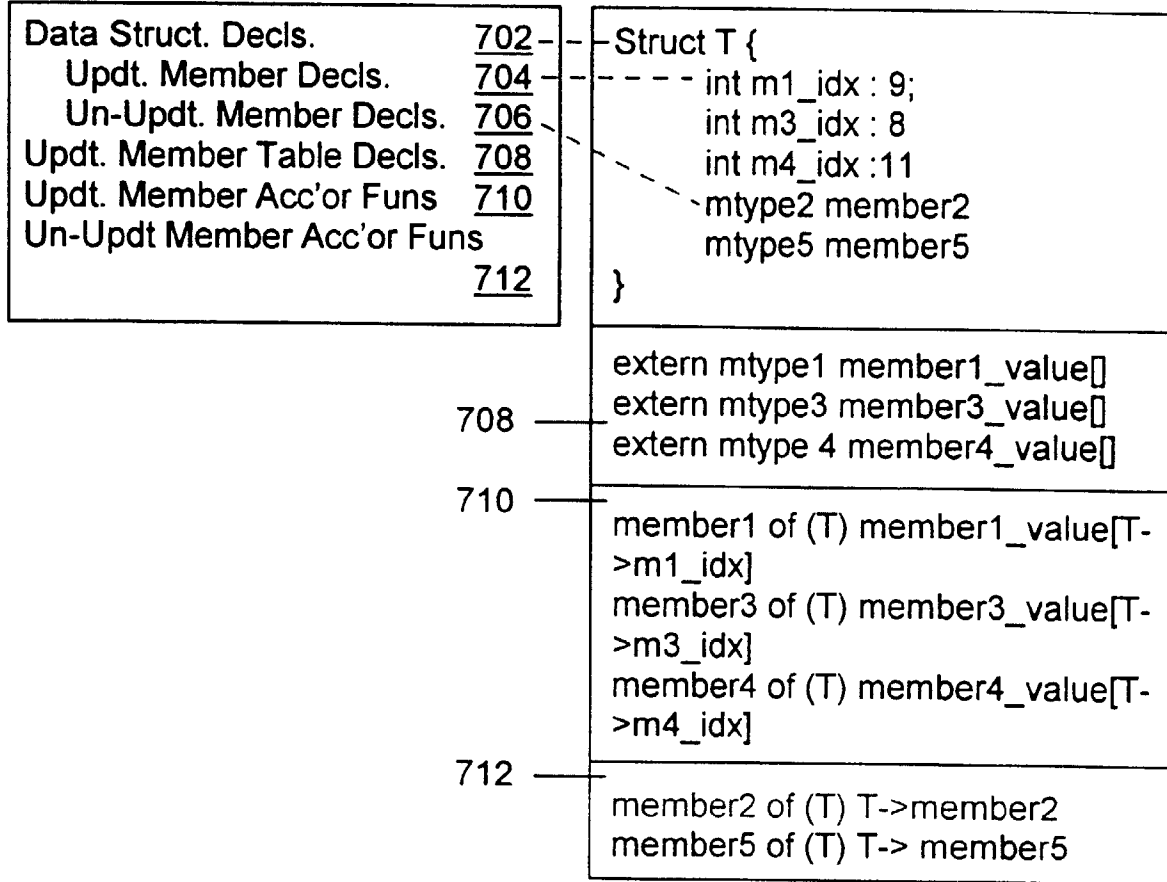 Data Struct. Decls. 702
Updt. Member Decls. 704
Un-Updt. Member Decls. 706
Updt. Member Table Decls. 708
Updt. Member Acc'or Funs 710
Un-Updt Member Acc'or Funs
712
Struct T {
int m1_idx : 9;
int m3_idx : 8
int m4_idx :11
mtype2 member2
mtype5 member5
}
708
extern mtype1 member1_value[]
extern mtype3 member3_value[]
extern mtype 4 member4_value[]
710
member1 of (T) member1_value[T-
>m1_idx]
member3 of (T) member3_value[T-
>m3_idx]
member4 of (T) member4_value[T-
>m4_idx]
712
member2 of (T) T->member2
member5 of (T) T-> member5